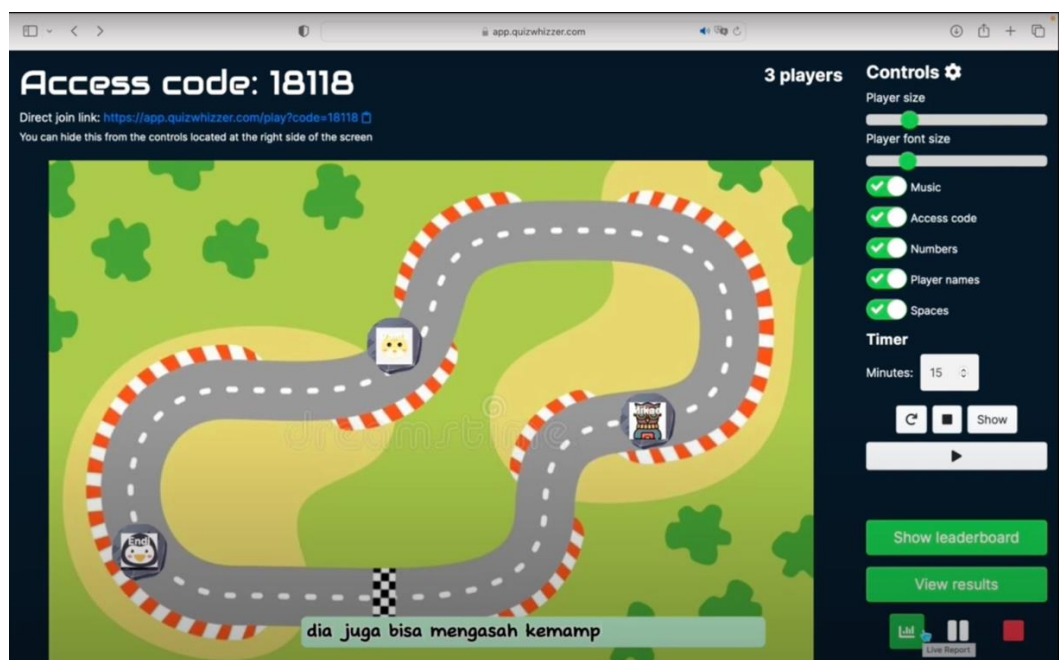 app.quizwhizzer.com
Access code: 18118
3 players
Direct join link: https://app.quizwhizzer.com/play?code=18118
You can hide this from the controls located at the right side of the screen
Controls
Player size
Player font size
Music
Access code
Numbers
Player names
Spaces
Timer
Minutes: 15
Show
dreamstime
Endi
dia juga bisa mengasah kemamp
Show leaderboard
View results
Live Report